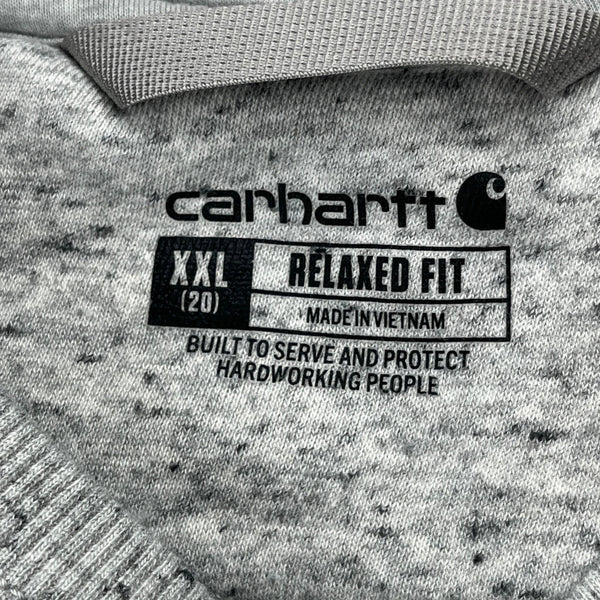 carhartt
XXL
(20)
RELAXED FIT
MADE IN VIETNAM
BUILT TO SERVE AND PROTECT
HARDWORKING PEOPLE